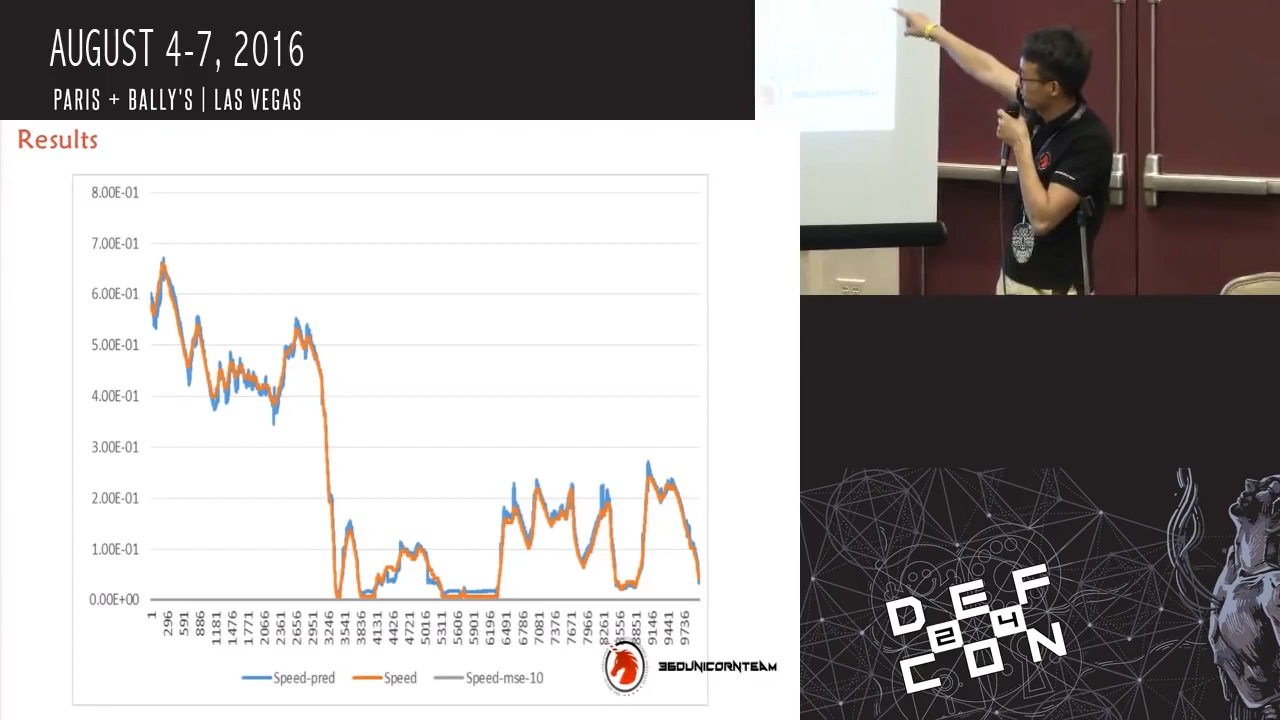 AUGUST 4-7, 2016
PARIS + BALLY'S | LAS VEGAS
Results
8.00E-01
7.00E-01
6.00E-01
5.00E-01
4.00E-01
3.00E-01
2.00E-01
1.00E-01
0.00E+00
1 296 591 886 1181 1476 1771 2066 2361 2656 2951 3246 3541 3836 4131 4426 4721 5016 5311 5606 5901 6196 6491 6786 7081 7376 7671 7966 8261 8556 8851 9146 9441 9736
Speed-pred Speed Speed-mse-10
360UNICORNTEAM
360UNICORNTEAM
DEF
24
CON